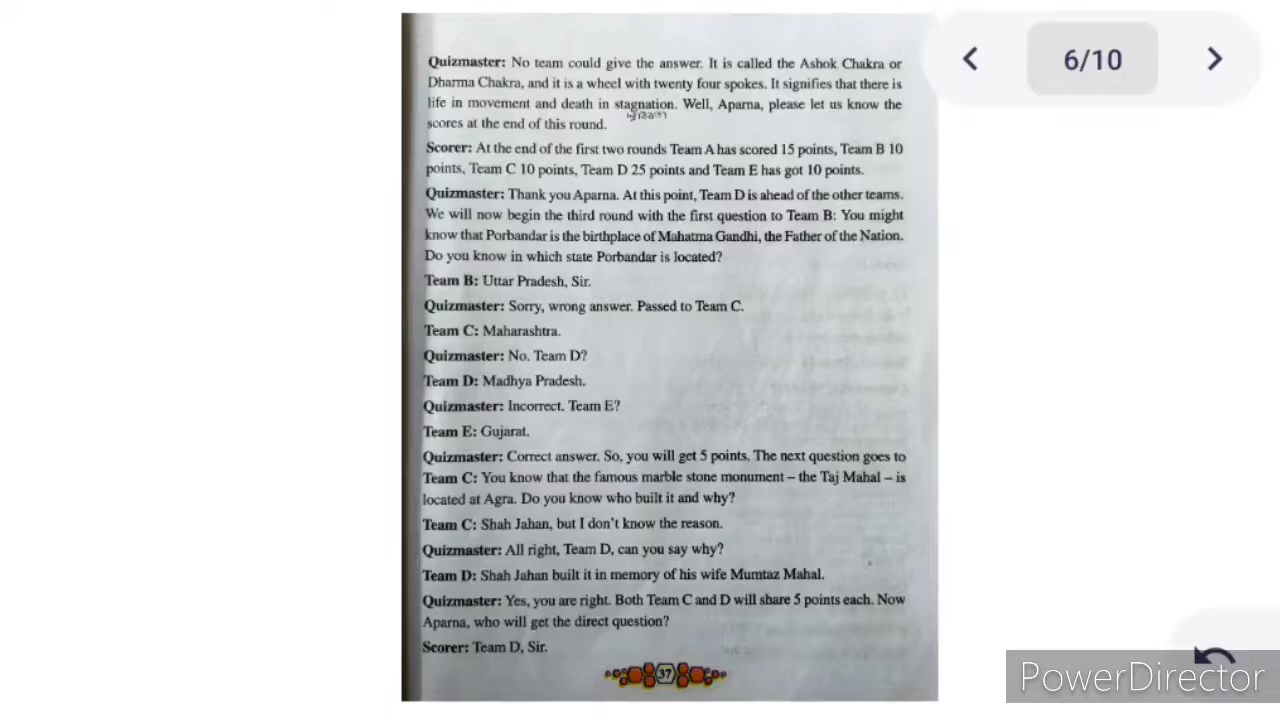 Quizmaster: No team could give the answer. It is called the Ashok Chakra or
Dharma Chakra, and it is a wheel with twenty four spokes. It signifies that there is
life in movement and death in stagnation. Well, Aparna, please let us know the
scores at the end of this round.
Scorer: At the end of the first two rounds Team A has scored 15 points, Team B 10
points, Team C 10 points, Team D 25 points and Team E has got 10 points.
Quizmaster: Thank you Aparna. At this point, Team D is ahead of the other teams.
We will now begin the third round with the first question to Team B: You might
know that Porbandar is the birthplace of Mahatma Gandhi, the Father of the Nation.
Do you know in which state Porbandar is located?
Team B: Uttar Pradesh, Sir.
Quizmaster: Sorry, wrong answer. Passed to Team C.
Team C: Maharashtra.
Quizmaster: No. Team D?
Team D: Madhya Pradesh.
Quizmaster: Incorrect. Team E?
Team E: Gujarat.
Quizmaster: Correct answer. So, you will get 5 points. The next question goes to
Team C: You know that the famous marble stone monument – the Taj Mahal – is
located at Agra. Do you know who built it and why?
Team C: Shah Jahan, but I don't know the reason.
Quizmaster: All right, Team D, can you say why?
Team D: Shah Jahan built it in memory of his wife Mumtaz Mahal.
Quizmaster: Yes, you are right. Both Team C and D will share 5 points each. Now
Aparna, who will get the direct question?
Scorer: Team D, Sir.
37
6/10
PowerDirector